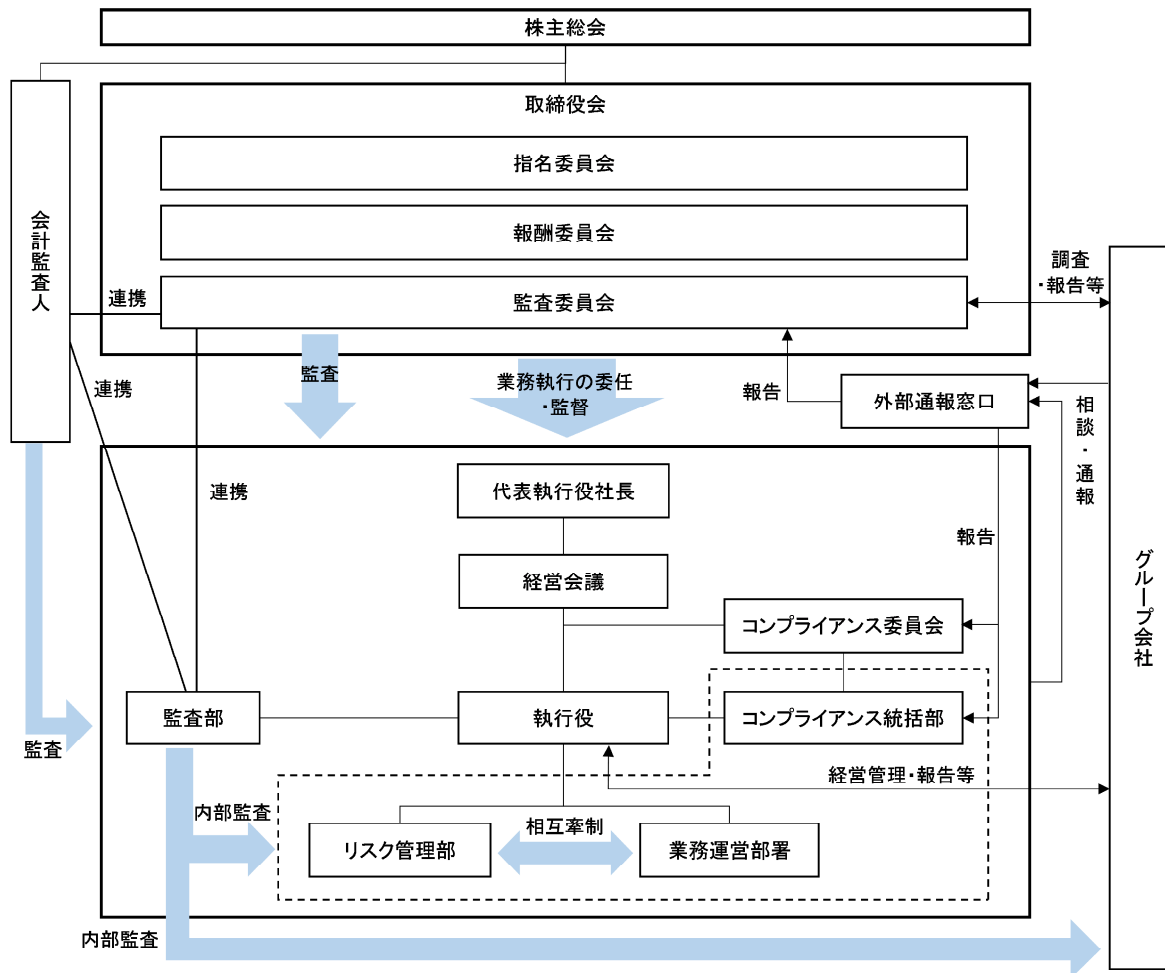 株主総会
取締役会
指名委員会
報酬委員会
監査委員会
会計監査人
連携
連携
連携
調査
・報告等
監査
業務執行の委任
・監督
報告
外部通報窓口
相談・通報
グループ会社
代表執行役社長
経営会議
報告
コンプライアンス委員会
監査部
執行役
コンプライアンス統括部
監査
経営管理・報告等
内部監査
相互牽制
リスク管理部
業務運営部署
内部監査